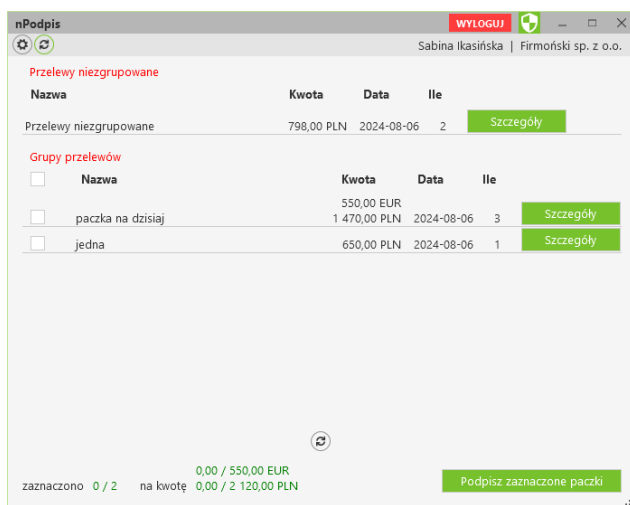 nPodpis WYLOGUJ
Sabina Ikasińska | Firmoński sp. z o.o.
Przelewy niezgrupowane
Nazwa Kwota Data Ile
Przelewy niezgrupowane 798,00 PLN 2024-08-06 2 Szczegóły
Grupy przelewów
Nazwa Kwota Data Ile
550,00 EUR
paczka na dzisiaj 1 470,00 PLN 2024-08-06 3 Szczegóły
jedna 650,00 PLN 2024-08-06 1 Szczegóły
0,00 / 550,00 EUR
zaznaczono 0 / 2 na kwotę 0,00 / 2 120,00 PLN Podpisz zaznaczone paczki